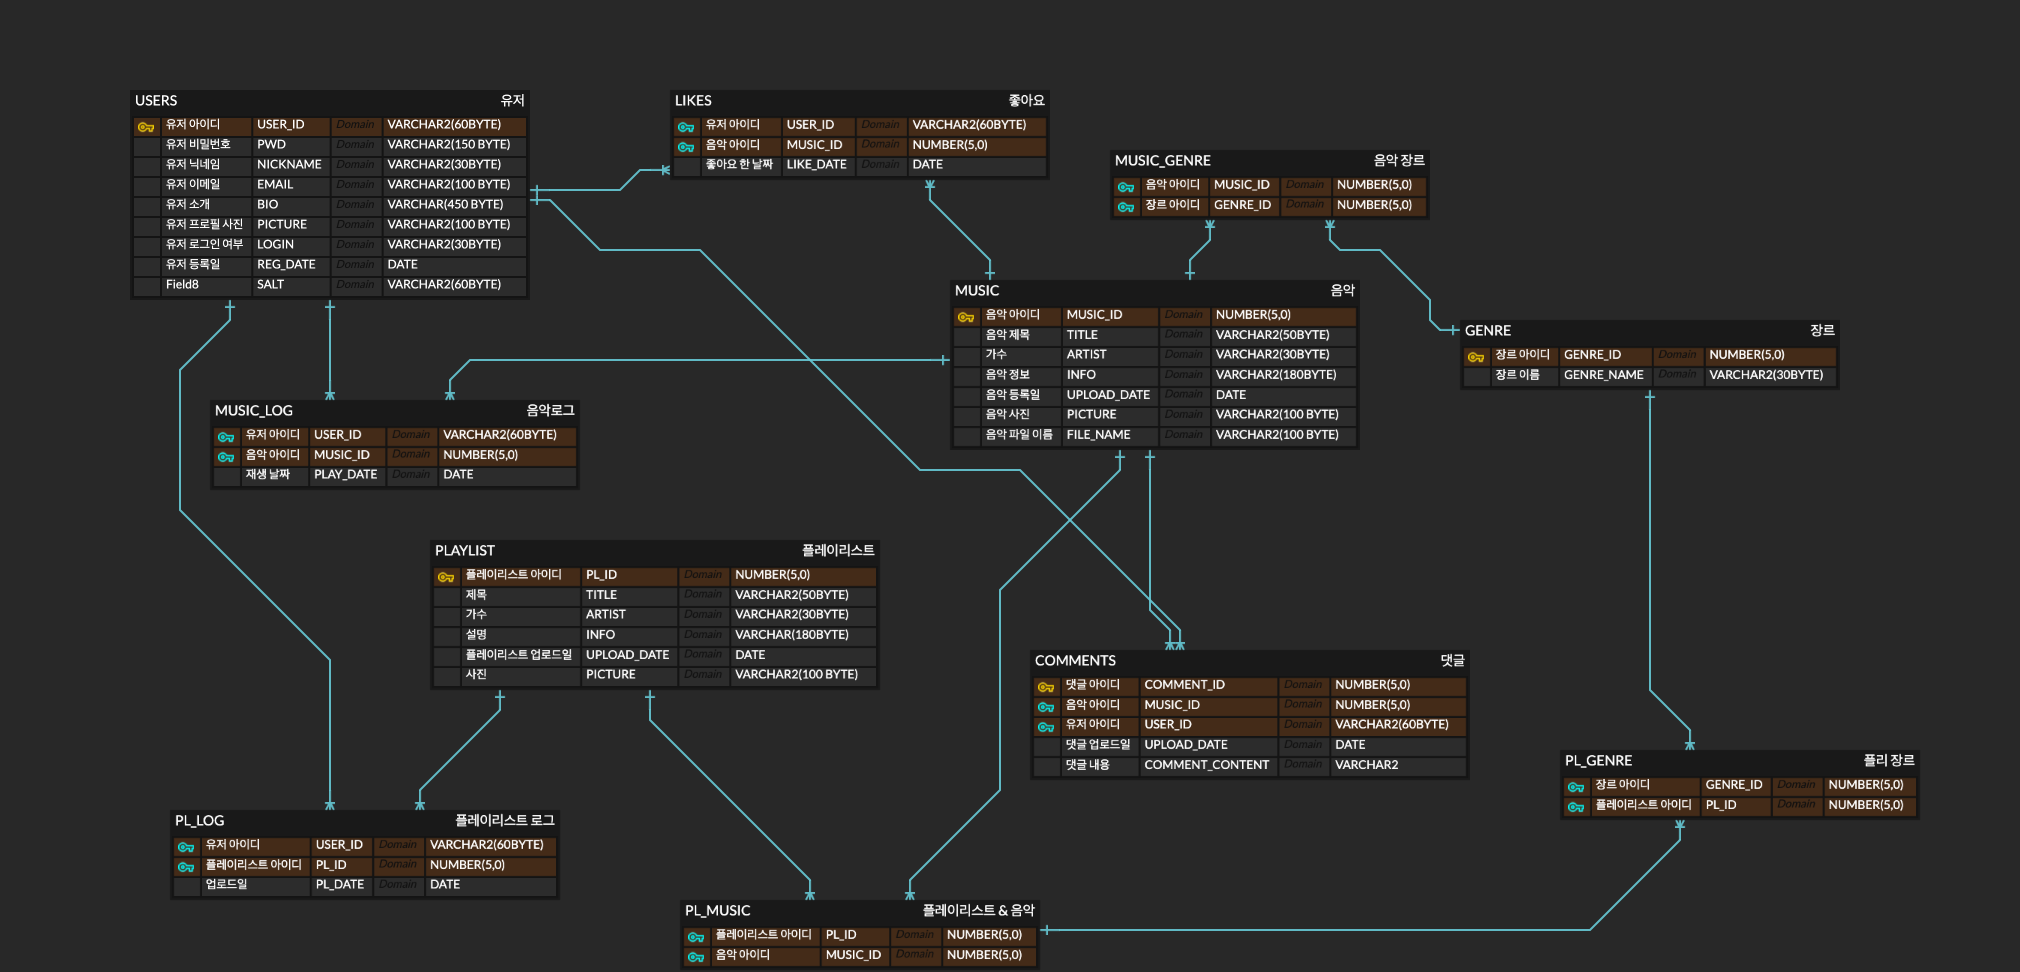 USERS 유저
유저 아이디 USER_ID Domain VARCHAR2(60BYTE)
유저 비밀번호 PWD Domain VARCHAR2(150 BYTE)
유저 닉네임 NICKNAME Domain VARCHAR2(30BYTE)
유저 이메일 EMAIL Domain VARCHAR2(100 BYTE)
유저 소개 BIO Domain VARCHAR(450 BYTE)
유저 프로필 사진 PICTURE Domain VARCHAR2(100 BYTE)
유저 로그인 여부 LOGIN Domain VARCHAR2(30BYTE)
유저 등록일 REG_DATE Domain DATE
Field8 SALT Domain VARCHAR2(60BYTE)
LIKES 좋아요
유저 아이디 USER_ID Domain VARCHAR2(60BYTE)
음악 아이디 MUSIC_ID Domain NUMBER(5,0)
좋아요 한 날짜 LIKE_DATE Domain DATE
MUSIC_GENRE 음악 장르
음악 아이디 MUSIC_ID Domain NUMBER(5,0)
장르 아이디 GENRE_ID Domain NUMBER(5,0)
MUSIC 음악
음악 아이디 MUSIC_ID Domain NUMBER(5,0)
음악 제목 TITLE Domain VARCHAR2(50BYTE)
가수 ARTIST Domain VARCHAR2(30BYTE)
음악 정보 INFO Domain VARCHAR2(180BYTE)
음악 등록일 UPLOAD_DATE Domain DATE
음악 사진 PICTURE Domain VARCHAR2(100 BYTE)
음악 파일 이름 FILE_NAME Domain VARCHAR2(100 BYTE)
GENRE 장르
장르 아이디 GENRE_ID Domain NUMBER(5,0)
장르 이름 GENRE_NAME Domain VARCHAR2(30BYTE)
MUSIC_LOG 음악로그
유저 아이디 USER_ID Domain VARCHAR2(60BYTE)
음악 아이디 MUSIC_ID Domain NUMBER(5,0)
재생 날짜 PLAY_DATE Domain DATE
PLAYLIST 플레이리스트
플레이리스트 아이디 PL_ID Domain NUMBER(5,0)
제목 TITLE Domain VARCHAR2(50BYTE)
가수 ARTIST Domain VARCHAR2(30BYTE)
설명 INFO Domain VARCHAR(180BYTE)
플레이리스트 업로드일 UPLOAD_DATE Domain DATE
사진 PICTURE Domain VARCHAR2(100 BYTE)
COMMENTS 댓글
댓글 아이디 COMMENT_ID Domain NUMBER(5,0)
음악 아이디 MUSIC_ID Domain NUMBER(5,0)
유저 아이디 USER_ID Domain VARCHAR2(60BYTE)
댓글 업로드일 UPLOAD_DATE Domain DATE
댓글 내용 COMMENT_CONTENT Domain VARCHAR2
PL_GENRE 플리 장르
장르 아이디 GENRE_ID Domain NUMBER(5,0)
플레이리스트 아이디 PL_ID Domain NUMBER(5,0)
PL_LOG 플레이리스트 로그
유저 아이디 USER_ID Domain VARCHAR2(60BYTE)
플레이리스트 아이디 PL_ID Domain NUMBER(5,0)
업로드일 PL_DATE Domain DATE
PL_MUSIC 플레이리스트 & 음악
플레이리스트 아이디 PL_ID Domain NUMBER(5,0)
음악 아이디 MUSIC_ID Domain NUMBER(5,0)